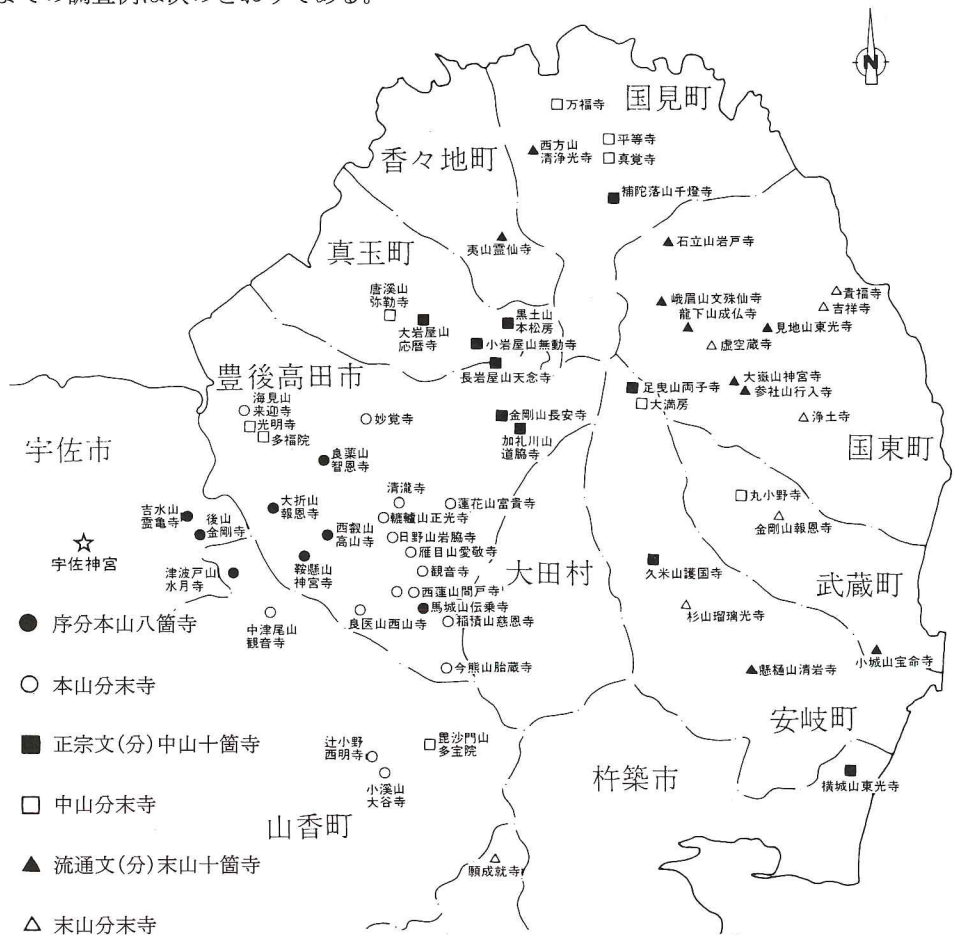 までの調査例は次のとおりである。
N
国見町
万福寺
平等寺
真覚寺
西方山
清浄光寺
香々地町
補陀落山千燈寺
石立山岩戸寺
夷山霊仙寺
真玉町
唐溪山
弥勒寺
大岩屋山
応暦寺
黒土山
本松房
小岩屋山無動寺
長岩屋山天念寺
峨眉山文殊仙寺
龍下山成仏寺
貴福寺
吉祥寺
見地山東光寺
虚空蔵寺
大嶽山神宮寺
参社山行入寺
足曳山両子寺
大満房
浄土寺
国東町
豊後高田市
海見山
来迎寺
光明寺
多福院
妙覚寺
金剛山長安寺
加礼川山
道脇寺
良薬山
智恩寺
宇佐市
清瀧寺
蓮花山富貴寺
大折山
報恩寺
轆轤山正光寺
吉水山
霊亀寺
後山
金剛寺
西叡山
高山寺
日野山岩脇寺
雁目山愛敬寺
宇佐神宮
鞍懸山
神宮寺
観音寺
津波戸山
水月寺
西蓮山間戸寺
馬城山伝乗寺
稲積山慈恩寺
良医山西山寺
中津尾山
観音寺
今熊山胎蔵寺
大田村
丸小野寺
金剛山報恩寺
久米山護国寺
武蔵町
杉山瑠璃光寺
小城山宝命寺
懸樋山清岩寺
安岐町
横城山東光寺
杵築市
辻小野
西明寺
毘沙門山
多宝院
小溪山
大谷寺
山香町
願成就寺
序分本山八箇寺
本山分末寺
正宗文(分)中山十箇寺
中山分末寺
流通文(分)末山十箇寺
末山分末寺